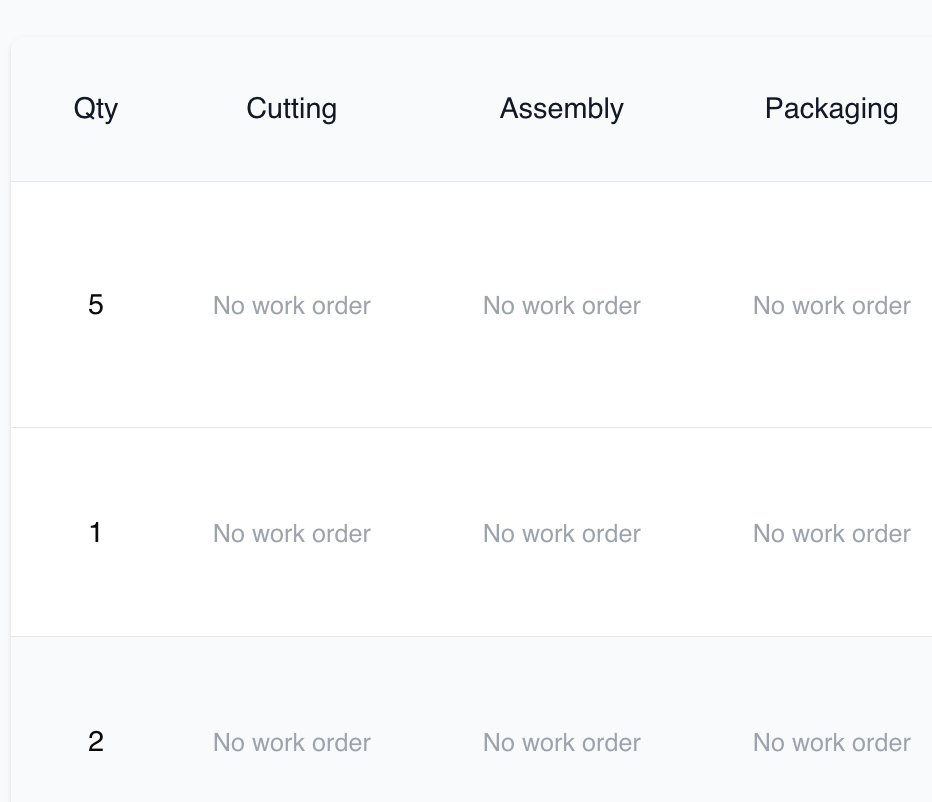 Qty Cutting Assembly Packaging
5 No work order No work order No work order
1 No work order No work order No work order
2 No work order No work order No work order